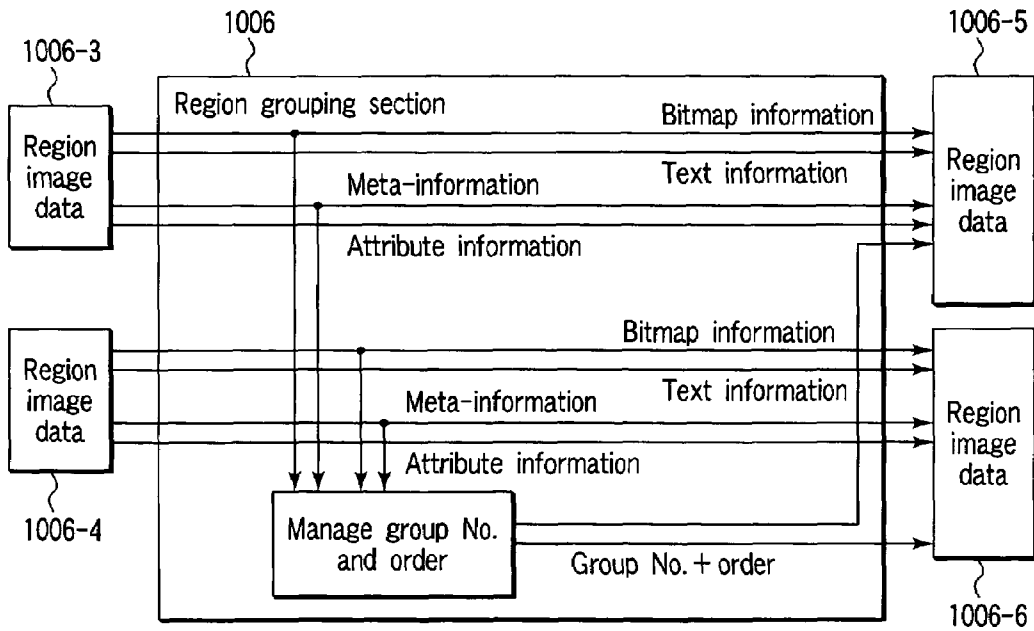 1006-3
1006
1006-5
Region grouping section
Bitmap information
Region
image
data
Text information
Meta-information
Region
image
data
Attribute information
Bitmap information
Region
image
data
Text information
Meta-information
Region
image
data
Attribute information
1006-4
Manage group No.
and order
Group No. + order
1006-6